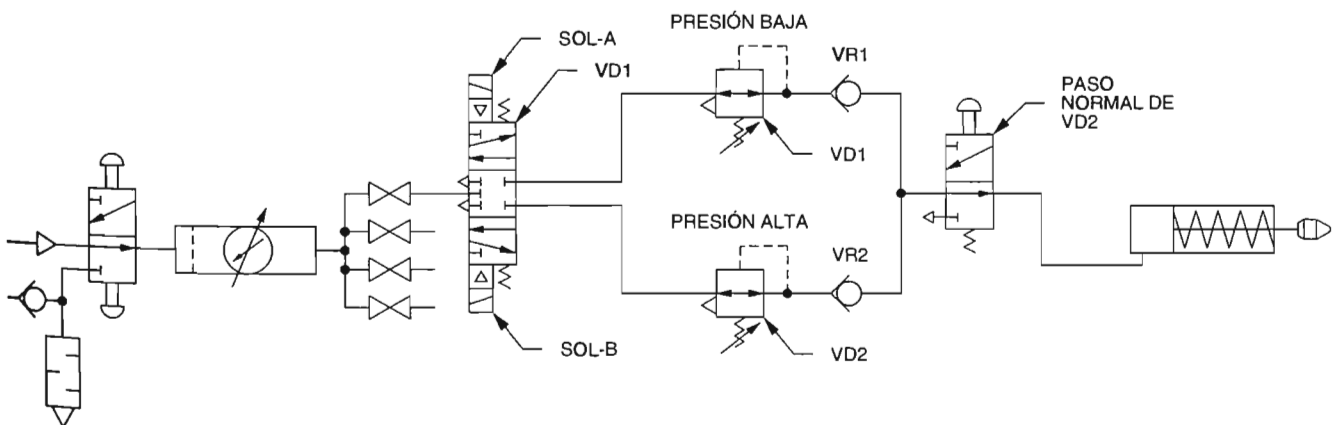 PRESIÓN BAJA
SOL-A
VD1
VR1
PASO
NORMAL DE
VD2
VD1
PRESIÓN ALTA
VR2
SOL-B
VD2